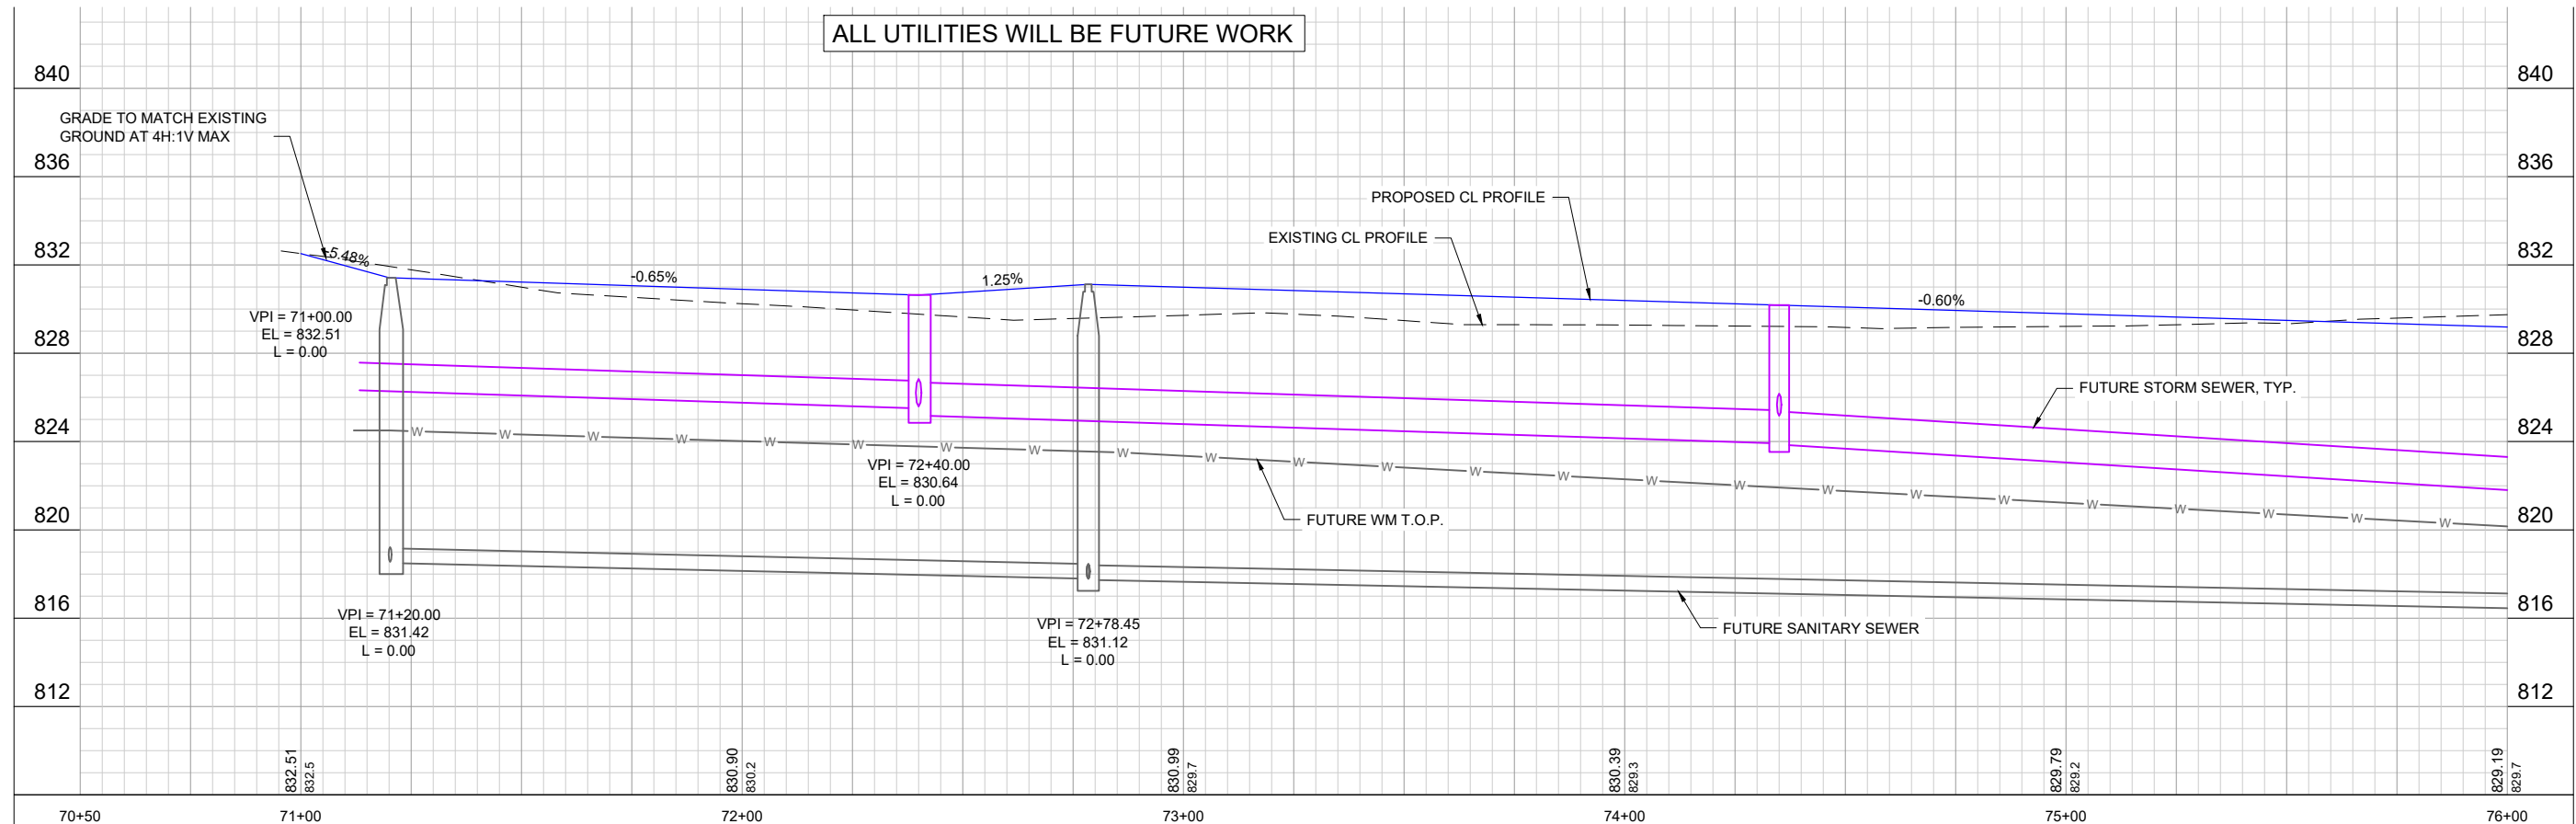 ALL UTILITIES WILL BE FUTURE WORK
840
840
GRADE TO MATCH EXISTING
GROUND AT 4H:1V MAX
836
836
PROPOSED CL PROFILE
EXISTING CL PROFILE
832
832
-5.48%
-0.65%
1.25%
-0.60%
VPI = 71+00.00
EL = 832.51
L = 0.00
828
828
FUTURE STORM SEWER, TYP.
824
824
W W W W W W W W W W W W W W W W W W W W W W W W
VPI = 72+40.00
EL = 830.64
L = 0.00
FUTURE WM T.O.P.
820
820
816
816
VPI = 71+20.00
EL = 831.42
L = 0.00
VPI = 72+78.45
EL = 831.12
L = 0.00
FUTURE SANITARY SEWER
812
812
832.51
832.5
830.90
830.2
830.99
829.7
830.39
829.3
829.79
829.2
829.19
829.7
70+50
71+00
72+00
73+00
74+00
75+00
76+00